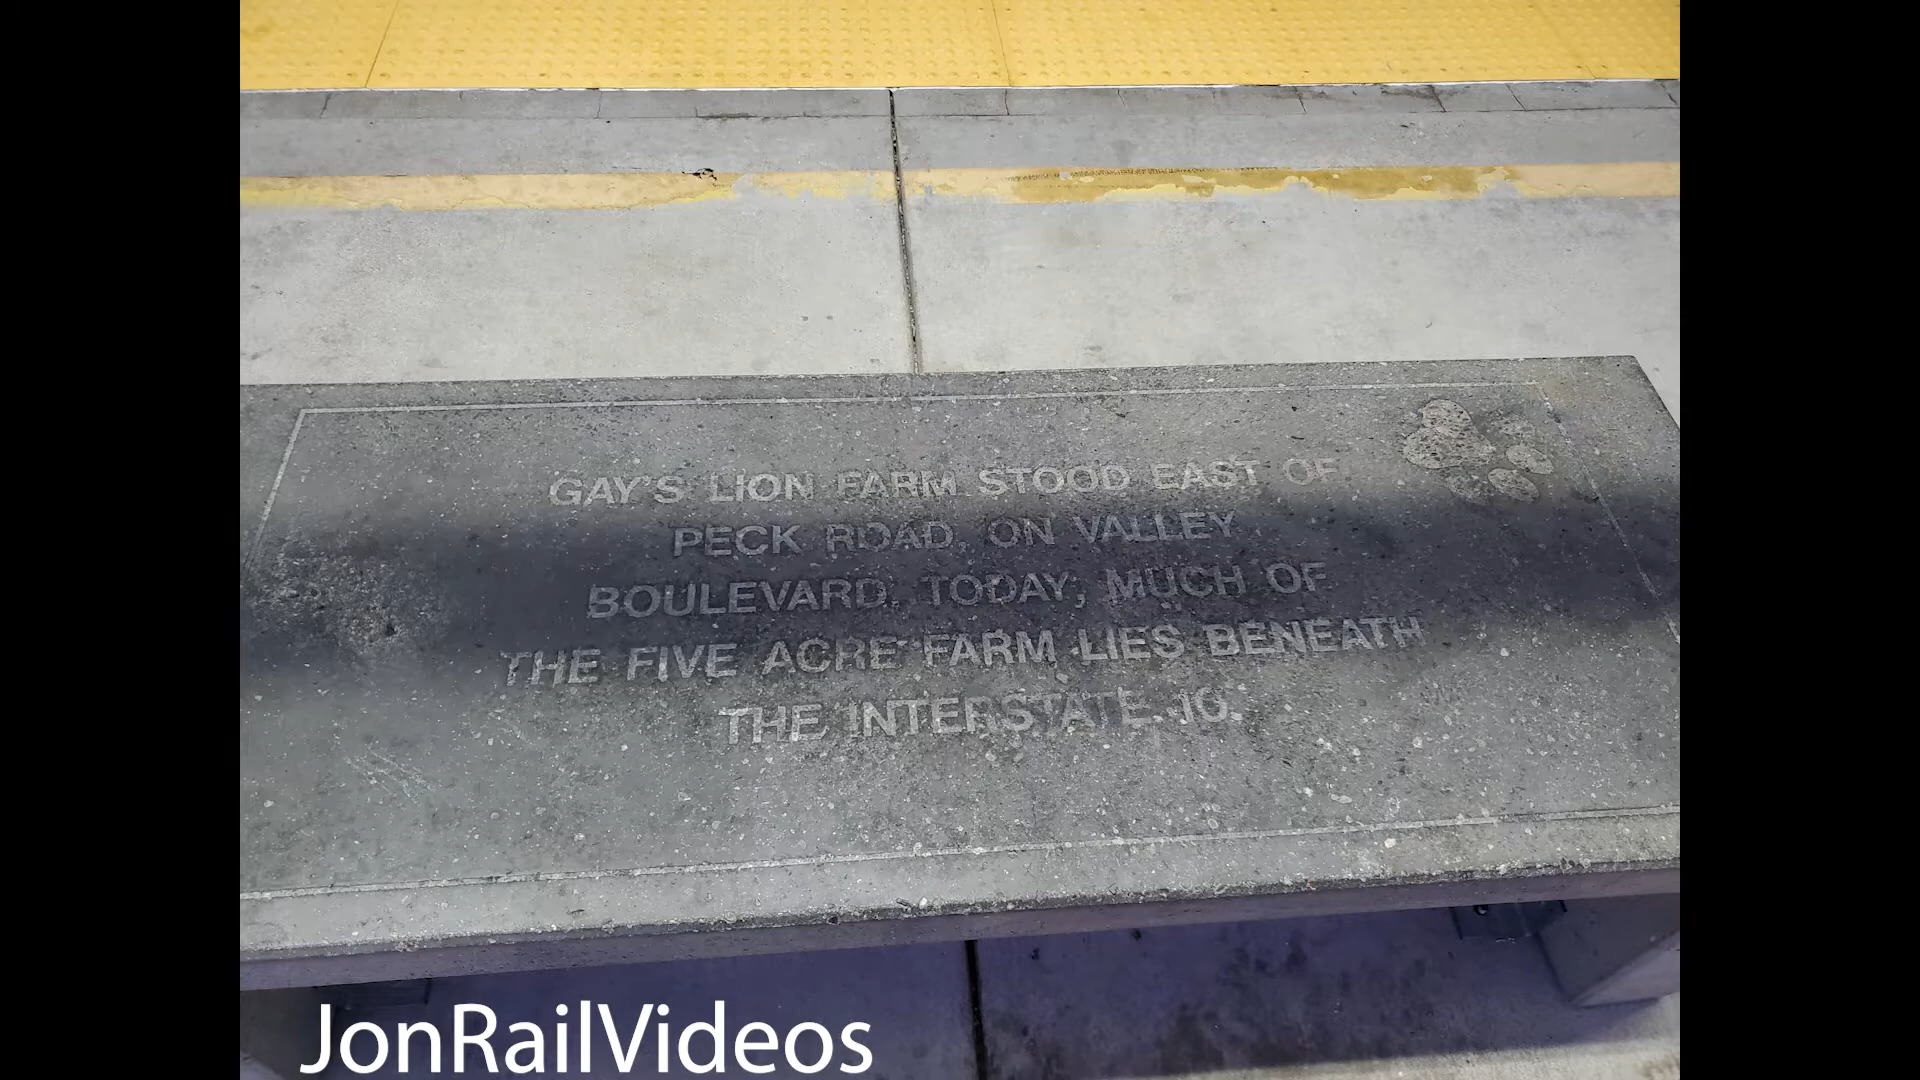 GAY'S LION FARM STOOD EAST OF
PECK ROAD, ON VALLEY
BOULEVARD. TODAY, MUCH OF
THE FIVE ACRE FARM LIES BENEATH
THE INTERSTATE 10.
JonRailVideos